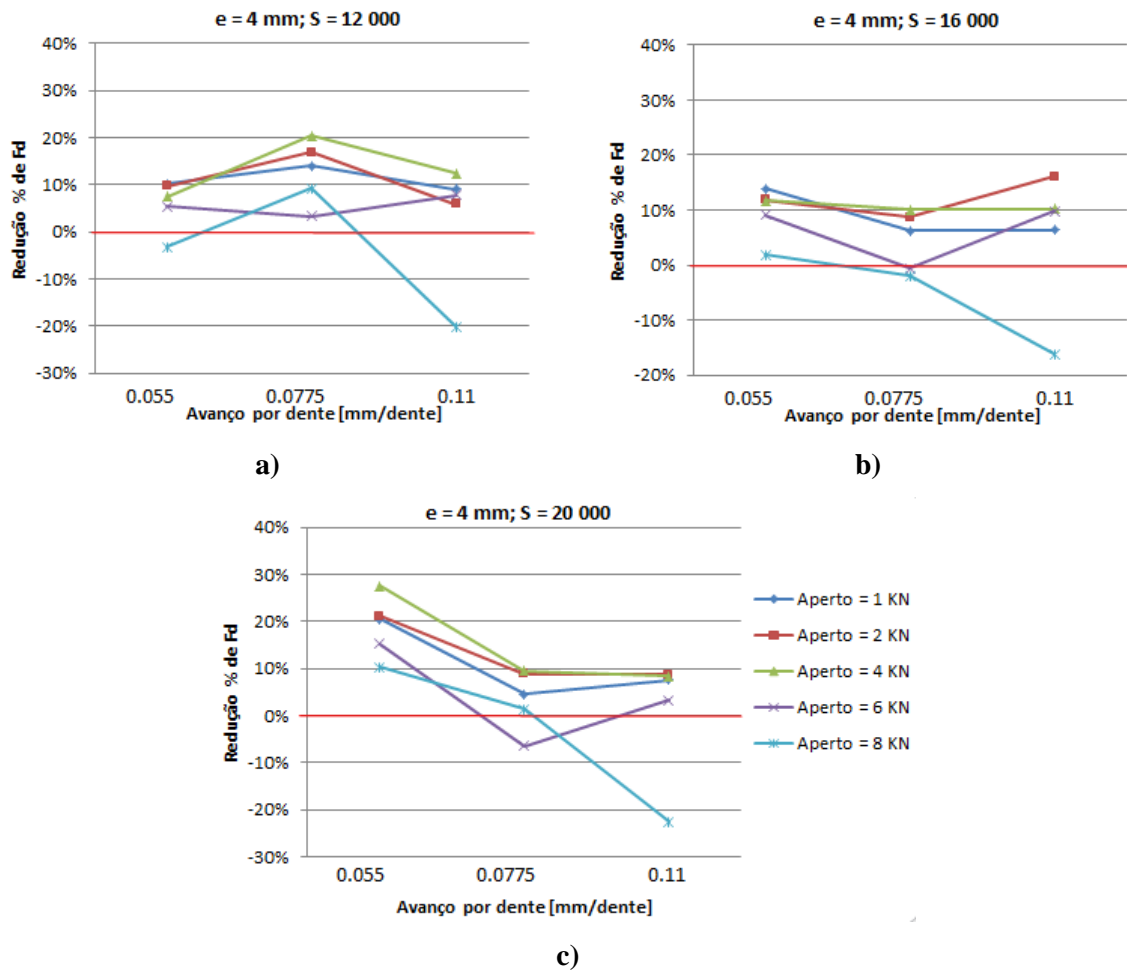 e = 4 mm; S = 12 000
40%
30%
20%
10%
0%
-10%
-20%
-30%
Redução % de Fd
0.055 0.0775 0.11
Avanço por dente [mm/dente]
a)
e = 4 mm; S = 16 000
40%
30%
20%
10%
0%
-10%
-20%
Redução % de Fd
0.055 0.0775 0.11
Avanço por dente [mm/dente]
b)
e = 4 mm; S = 20 000
40%
30%
20%
10%
0%
-10%
-20%
-30%
Redução % de Fd
0.055 0.0775 0.11
Avanço por dente [mm/dente]
Aperto = 1 KN
Aperto = 2 KN
Aperto = 4 KN
Aperto = 6 KN
Aperto = 8 KN
c)